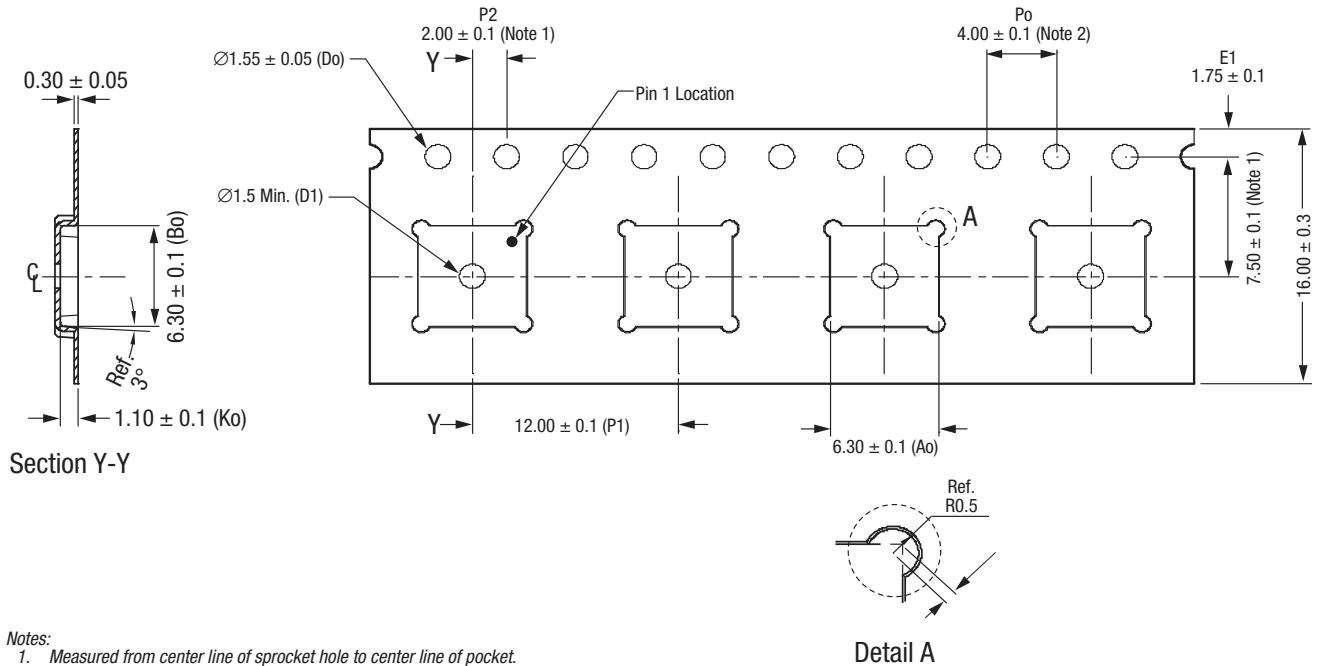 P2
2.00 ± 0.1 (Note 1)
Po
4.00 ± 0.1 (Note 2)
E1
1.75 ± 0.1
∅1.55 ± 0.05 (Do)
Y
0.30 ± 0.05
Pin 1 Location
∅1.5 Min. (D1)
A
7.50 ± 0.1 (Note 1)
16.00 ± 0.3
CL
6.30 ± 0.1 (Bo)
Ref.
3°
1.10 ± 0.1 (Ko)
Y
12.00 ± 0.1 (P1)
6.30 ± 0.1 (Ao)
Section Y-Y
Ref.
R0.5
Detail A
Notes:
1. Measured from center line of sprocket hole to center line of pocket.